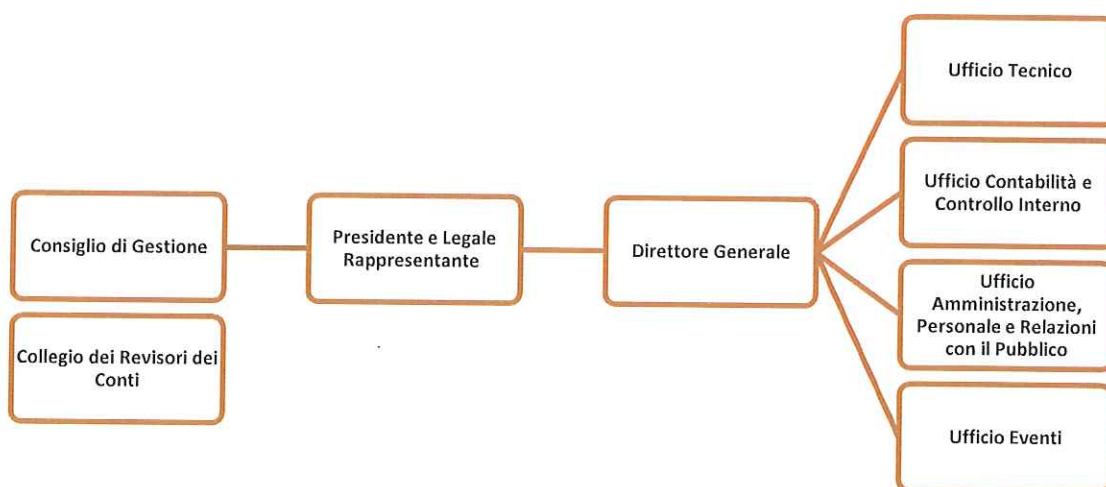 Ufficio Tecnico
Ufficio Contabilità e
Controllo Interno
Consiglio di Gestione
Presidente e Legale
Rappresentante
Direttore Generale
Ufficio
Amministrazione,
Personale e Relazioni
con il Pubblico
Collegio dei Revisori dei
Conti
Ufficio Eventi